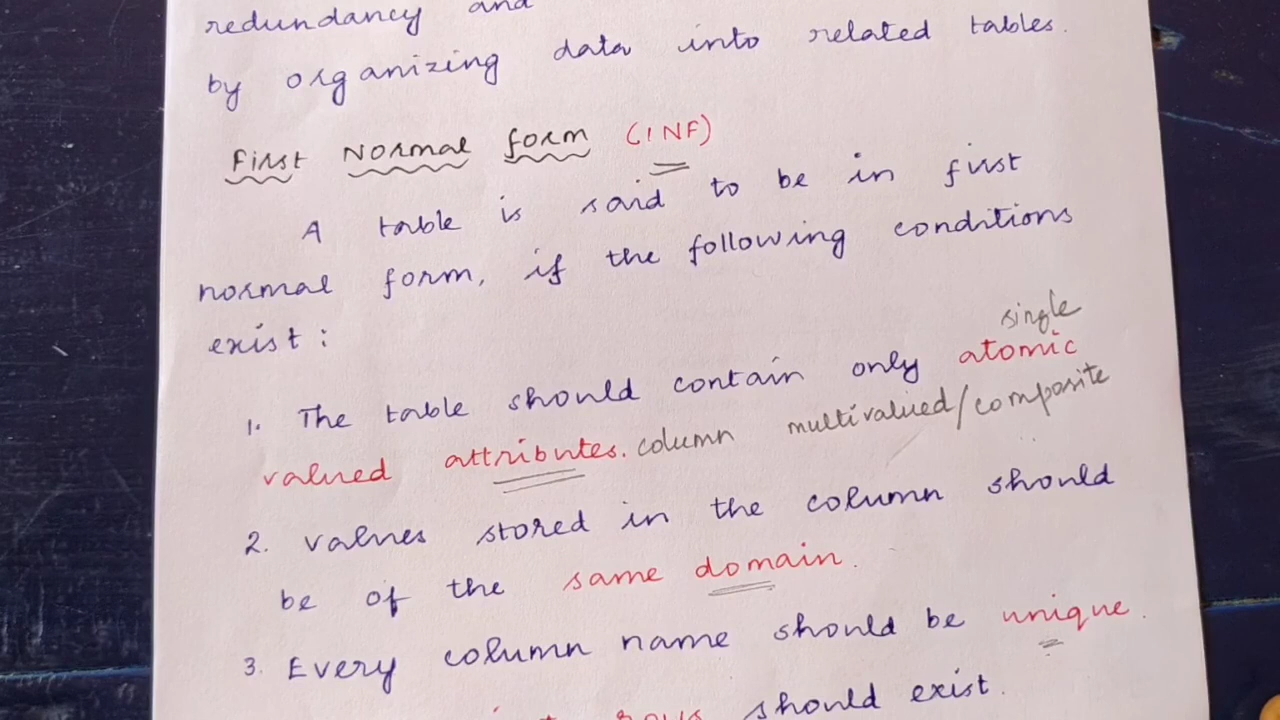 redundancy and
by organizing data into related tables.
First Normal form (1NF)
A table is said to be in first
normal form, if the following conditions
exist :
single
1. The table should contain only atomic
valued attributes. column multivalued/composite
2. values stored in the column should
be of the same domain.
3. Every column name should be unique.
rows should exist.